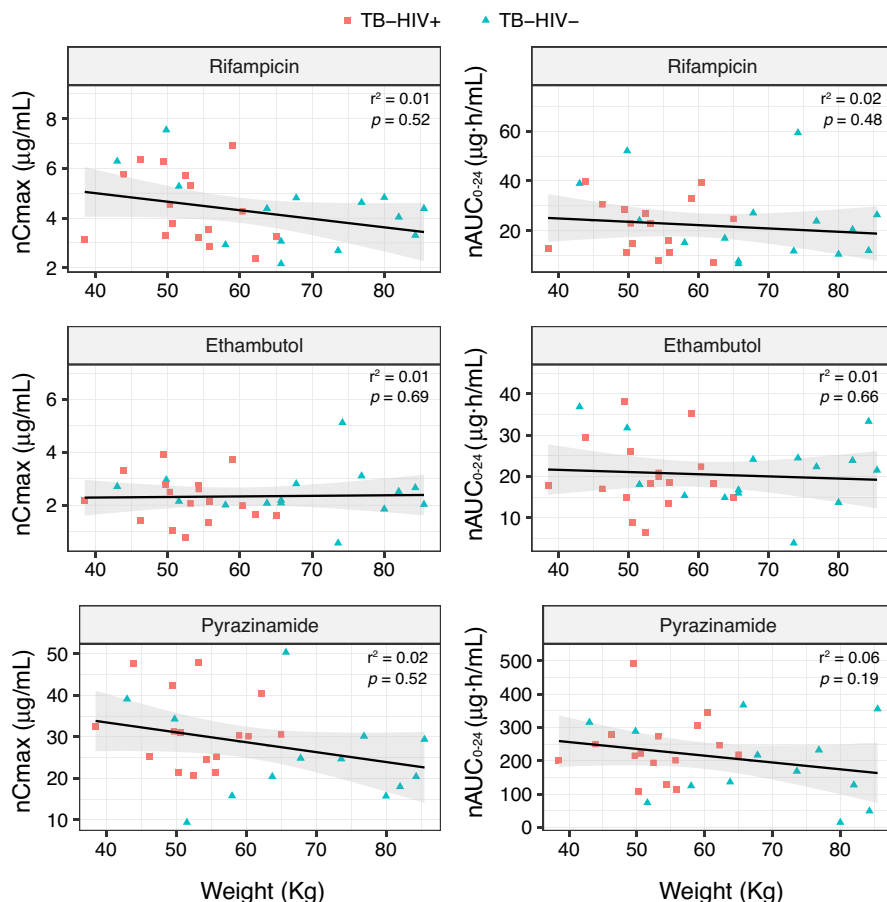 TB–HIV+ TB–HIV–
Rifampicin
r² = 0.01
p = 0.52
nCmax (µg/mL)
8
6
4
2
40 50 60 70 80
Rifampicin
r² = 0.02
p = 0.48
nAUC₀₋₂₄ (µg·h/mL)
60
40
20
40 50 60 70 80
Ethambutol
r² = 0.01
p = 0.69
nCmax (µg/mL)
6
4
2
40 50 60 70 80
Ethambutol
r² = 0.01
p = 0.66
nAUC₀₋₂₄ (µg·h/mL)
40
30
20
10
40 50 60 70 80
Pyrazinamide
r² = 0.02
p = 0.52
nCmax (µg/mL)
50
40
30
20
10
40 50 60 70 80
Weight (Kg)
Pyrazinamide
r² = 0.06
p = 0.19
nAUC₀₋₂₄ (µg·h/mL)
500
400
300
200
100
0
40 50 60 70 80
Weight (Kg)